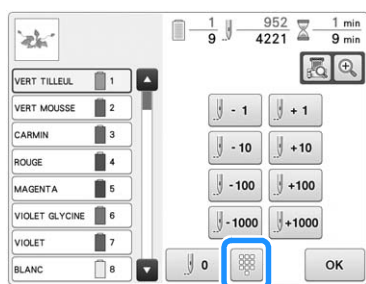 1 952 1 min
9 4221 9 min
VERT TILLEUL 1
VERT MOUSSE 2
CARMIN 3
ROUGE 4
MAGENTA 5
VIOLET GLYCINE 6
VIOLET 7
BLANC 8
- 1 + 1
- 10 +10
-100 +100
-1000 +1000
0 OK